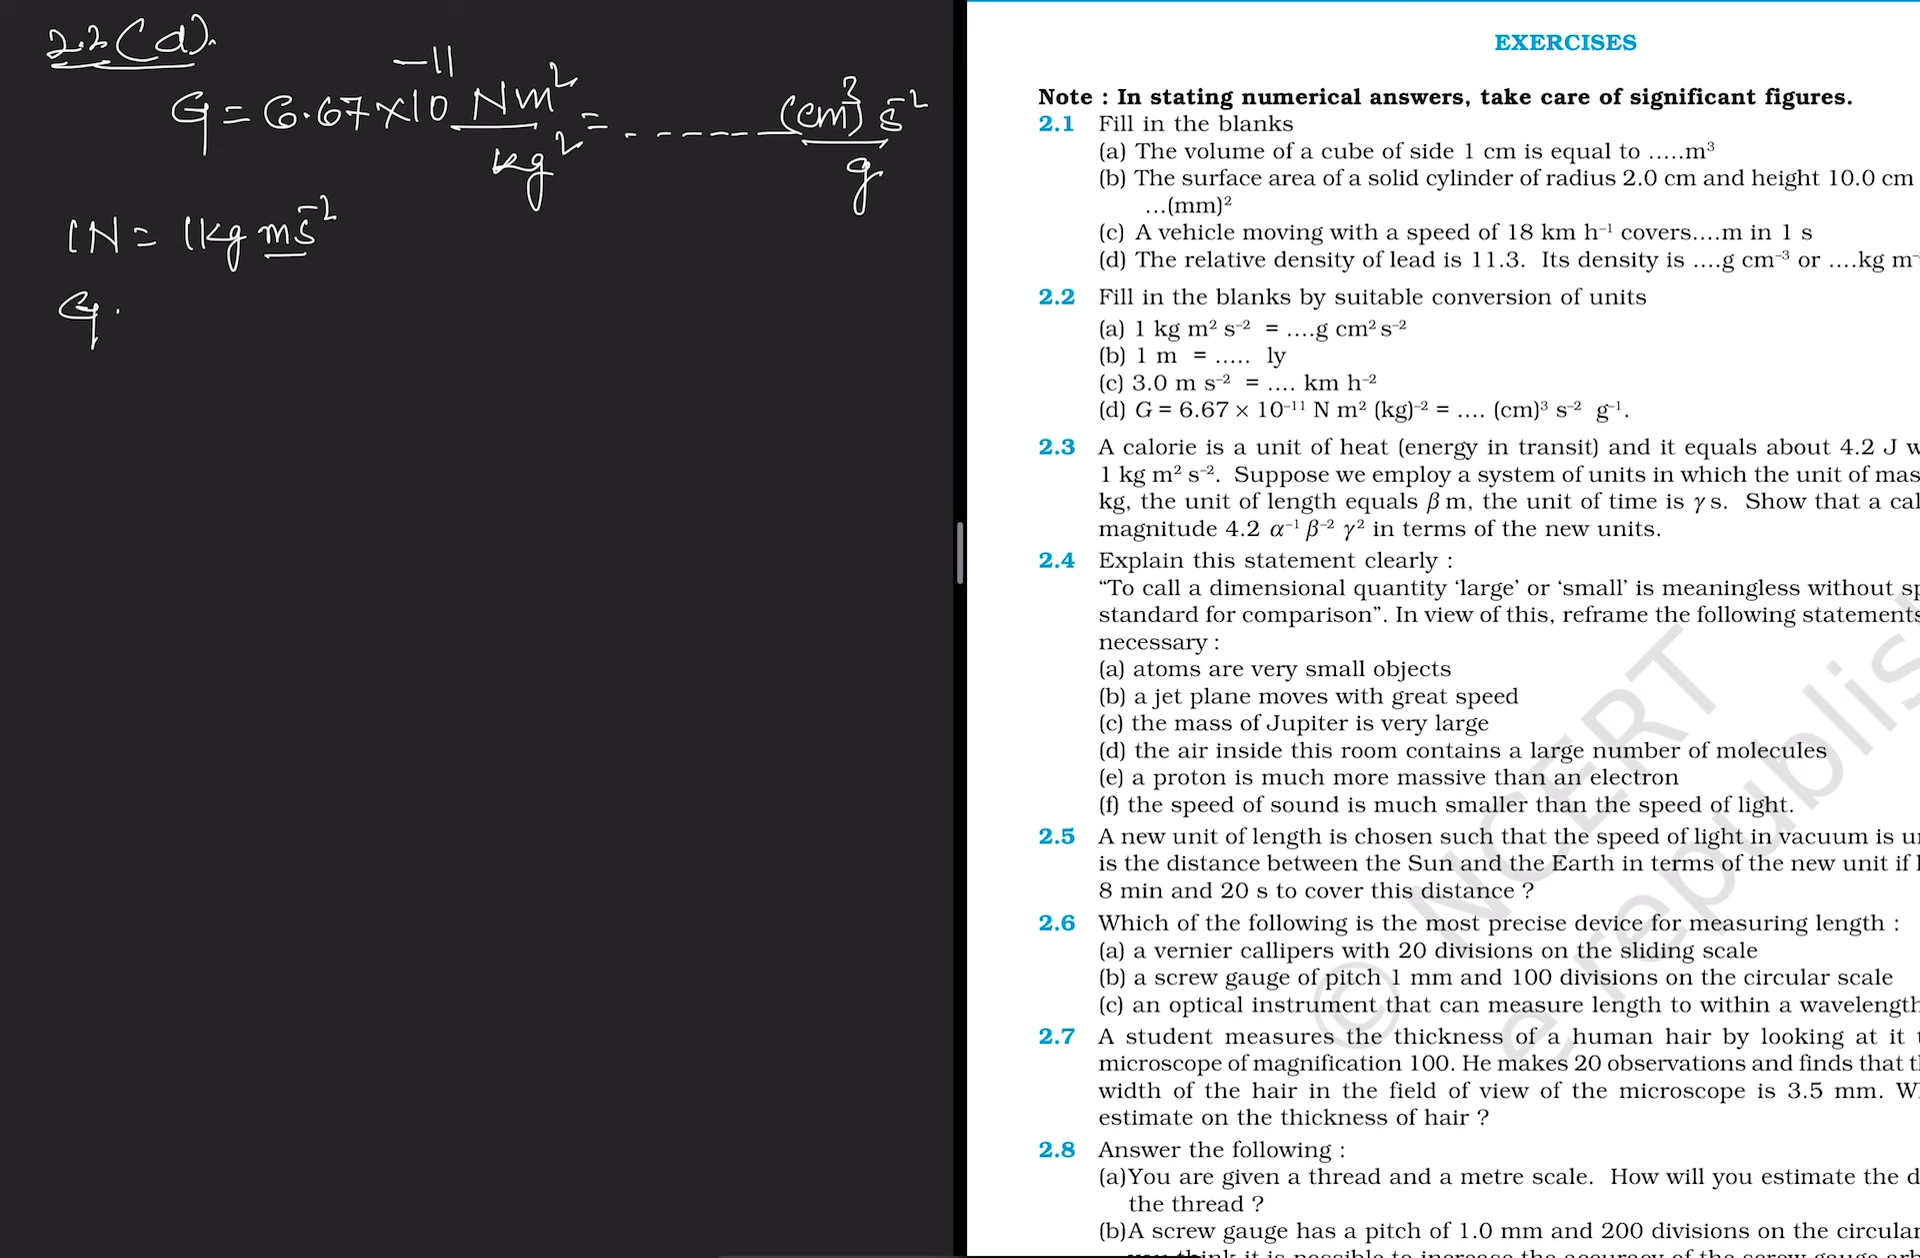 2.2(d).
G = 6.67×10⁻¹¹ Nm²/kg² = ------- (cm)³ s⁻²/g
1N = 1kg ms⁻²
G.
EXERCISES
Note : In stating numerical answers, take care of significant figures.
2.1 Fill in the blanks
(a) The volume of a cube of side 1 cm is equal to .....m³
(b) The surface area of a solid cylinder of radius 2.0 cm and height 10.0 cm
...(mm)²
(c) A vehicle moving with a speed of 18 km h⁻¹ covers....m in 1 s
(d) The relative density of lead is 11.3. Its density is ....g cm⁻³ or ....kg m⁻
2.2 Fill in the blanks by suitable conversion of units
(a) 1 kg m² s⁻² = ....g cm² s⁻²
(b) 1 m = ..... ly
(c) 3.0 m s⁻² = .... km h⁻²
(d) G = 6.67 × 10⁻¹¹ N m² (kg)⁻² = .... (cm)³ s⁻² g⁻¹.
2.3 A calorie is a unit of heat (energy in transit) and it equals about 4.2 J w
1 kg m² s⁻². Suppose we employ a system of units in which the unit of mas
kg, the unit of length equals β m, the unit of time is γ s. Show that a cal
magnitude 4.2 α⁻¹ β⁻² γ² in terms of the new units.
2.4 Explain this statement clearly :
“To call a dimensional quantity ‘large’ or ‘small’ is meaningless without sp
standard for comparison”. In view of this, reframe the following statements
necessary :
(a) atoms are very small objects
(b) a jet plane moves with great speed
(c) the mass of Jupiter is very large
(d) the air inside this room contains a large number of molecules
(e) a proton is much more massive than an electron
(f) the speed of sound is much smaller than the speed of light.
2.5 A new unit of length is chosen such that the speed of light in vacuum is u
is the distance between the Sun and the Earth in terms of the new unit if
8 min and 20 s to cover this distance ?
2.6 Which of the following is the most precise device for measuring length :
(a) a vernier callipers with 20 divisions on the sliding scale
(b) a screw gauge of pitch 1 mm and 100 divisions on the circular scale
(c) an optical instrument that can measure length to within a wavelength
2.7 A student measures the thickness of a human hair by looking at it
microscope of magnification 100. He makes 20 observations and finds that t
width of the hair in the field of view of the microscope is 3.5 mm. W
estimate on the thickness of hair ?
2.8 Answer the following :
(a)You are given a thread and a metre scale. How will you estimate the d
the thread ?
(b)A screw gauge has a pitch of 1.0 mm and 200 divisions on the circular
© NCERT
e republis